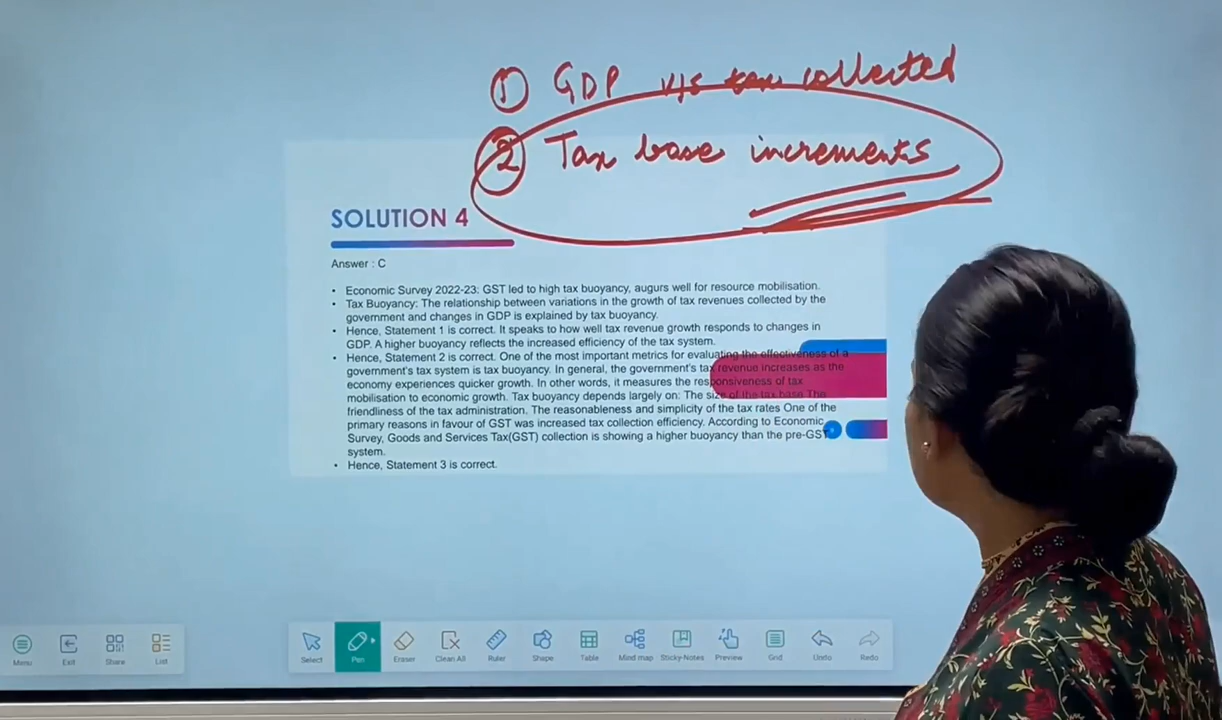 ① GDP v/s tax collected
② Tax base increments
SOLUTION 4
Answer : C
• Economic Survey 2022-23: GST led to high tax buoyancy, augurs well for resource mobilisation.
• Tax Buoyancy: The relationship between variations in the growth of tax revenues collected by the
government and changes in GDP is explained by tax buoyancy.
• Hence, Statement 1 is correct. It speaks to how well tax revenue growth responds to changes in
GDP. A higher buoyancy reflects the increased efficiency of the tax system.
• Hence, Statement 2 is correct. One of the most important metrics for evaluating the effectiveness of a
government's tax system is tax buoyancy. In general, the government's tax revenue increases as the
economy experiences quicker growth. In other words, it measures the responsiveness of tax
mobilisation to economic growth. Tax buoyancy depends largely on: The size of the tax base The
friendliness of the tax administration. The reasonableness and simplicity of the tax rates One of the
primary reasons in favour of GST was increased tax collection efficiency. According to Economic
Survey, Goods and Services Tax(GST) collection is showing a higher buoyancy than the pre-GST
system.
• Hence, Statement 3 is correct.
Menu Exit Share List Select Pen Eraser Clean All Ruler Shape Table Mind map Sticky-Notes Preview Grid Undo Redo